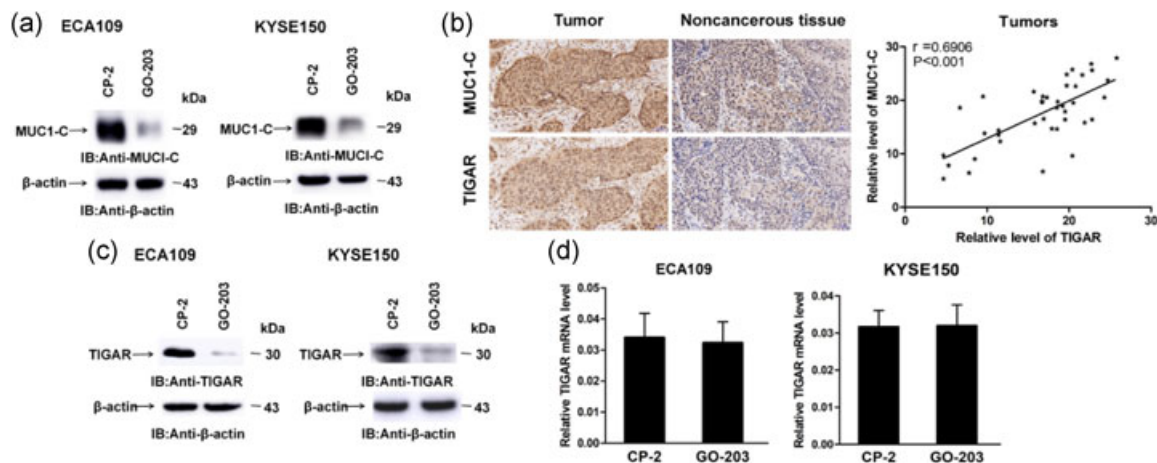 (a)
ECA109
KYSE150
CP-2
GO-203
kDa
MUC1-C
29
IB:Anti-MUCI-C
β-actin
43
IB:Anti-β-actin
CP-2
GO-203
kDa
MUC1-C
29
IB:Anti-MUCI-C
β-actin
43
IB:Anti-β-actin
(b)
Tumor
Noncancerous tissue
MUC1-C
TIGAR
Tumors
r =0.6906
P<0.001
Relative level of MUC1-C
30
20
10
0
0
10
20
30
Relative level of TIGAR
(c)
ECA109
KYSE150
CP-2
GO-203
kDa
TIGAR
30
IB:Anti-TIGAR
β-actin
43
IB:Anti-β-actin
CP-2
GO-203
kDa
TIGAR
30
IB:Anti-TIGAR
β-actin
43
IB:Anti-β-actin
(d)
ECA109
Relative TIGAR mRNA level
0.05
0.04
0.03
0.02
0.01
0.00
CP-2
GO-203
KYSE150
Relative TIGAR mRNA level
0.04
0.03
0.02
0.01
0.00
CP-2
GO-203